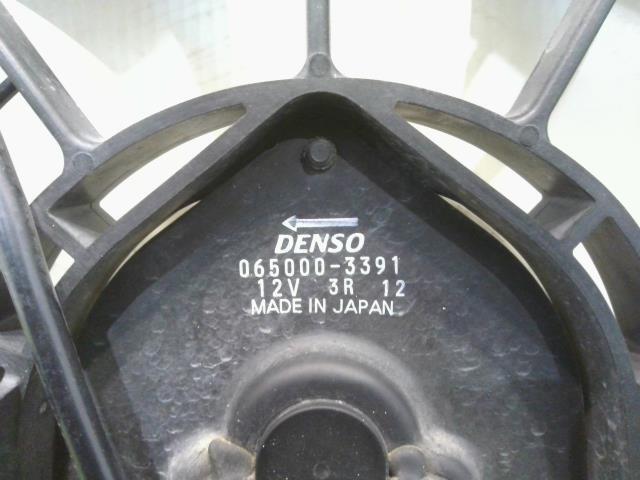 DENSO
065000-3391
12V 3R 12
MADE IN JAPAN